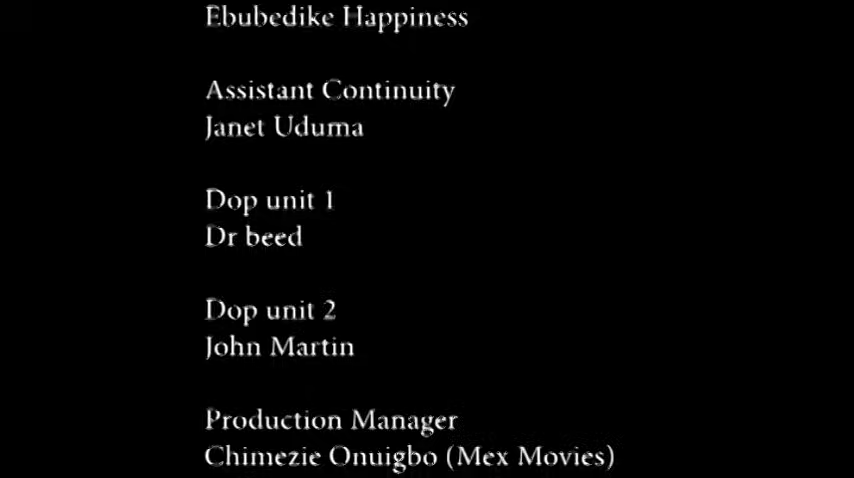 Ebubedike Happiness
Assistant Continuity
Janet Uduma
Dop unit 1
Dr beed
Dop unit 2
John Martin
Production Manager
Chimezie Onuigbo (Mex Movies)